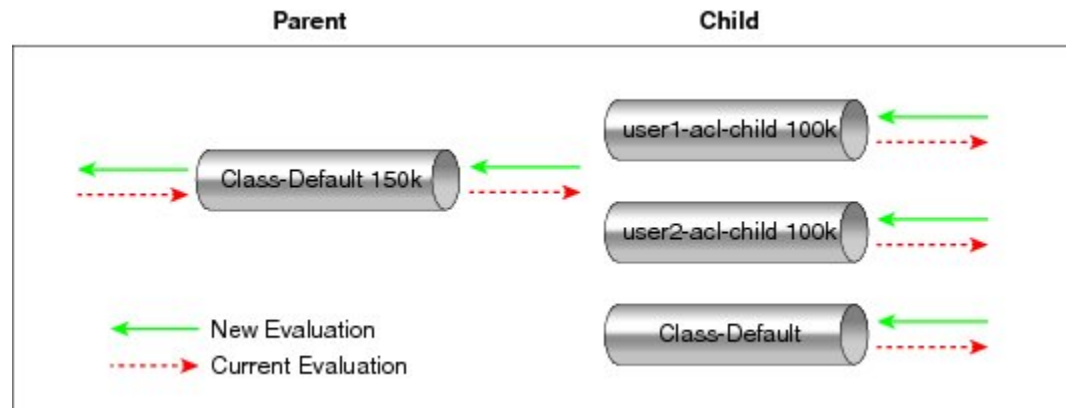 Parent
Child
user1-acl-child 100k
Class-Default 150k
user2-acl-child 100k
New Evaluation
Class-Default
Current Evaluation